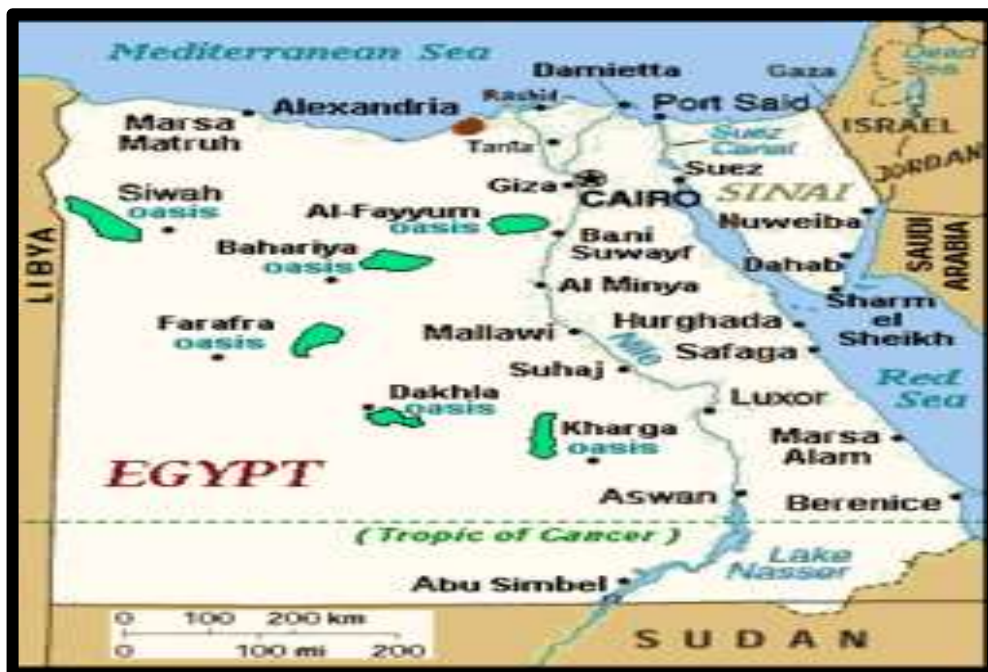 Mediterranean Sea
Damietta
Gaza
Dead
Sea
Rashid
Alexandria
Port Said
Marsa
Matruh
Tanta
Suez
Canal
ISRAEL
JORDAN
Siwah
oasis
Giza
CAIRO
Suez
SINAI
Al-Fayyum
oasis
Nuweiba
Bahariya
oasis
Bani
Suwayf
Dahab
SAUDI
ARABIA
LIBYA
Al Minya
Sharm
el
Sheikh
Farafra
oasis
Mallawi
Nile
Hurghada
Safaga
Suhaj
Red
Sea
Dakhla
oasis
Luxor
Kharga
oasis
Marsa
Alam
EGYPT
Aswan
Berenice
( Tropic of Cancer )
Lake
Nasser
Abu Simbel
0 100 200 km
0 100 mi 200
SUDAN